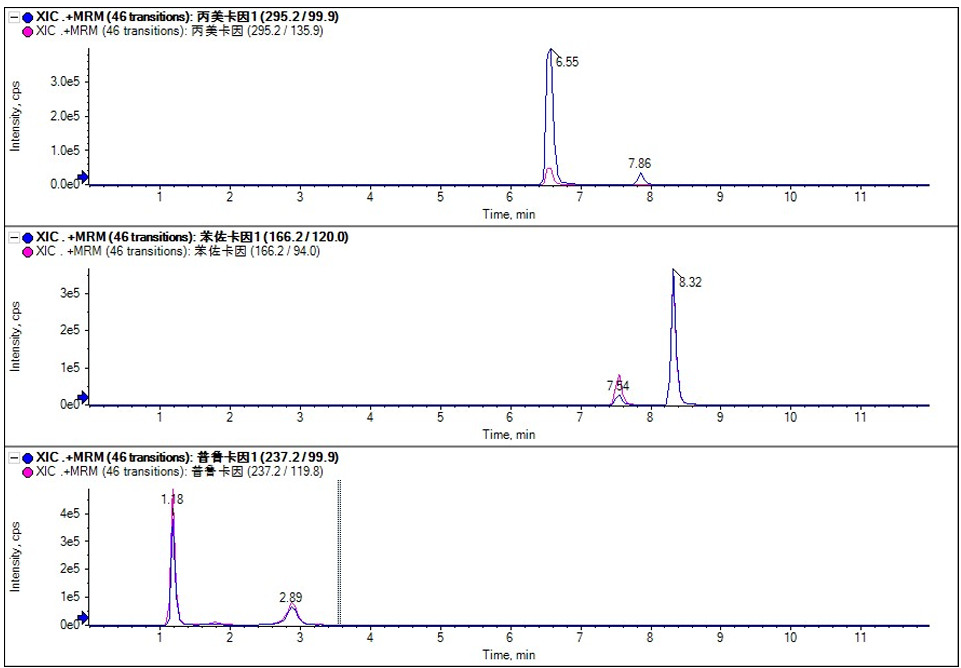 XIC .+MRM (46 transitions): 丙美卡因1 (295.2/99.9)
XIC .+MRM (46 transitions): 丙美卡因 (295.2/135.9)
6.55
3.0e5
2.0e5
7.86
1.0e5
0.0e0
Intensity, cps
1 2 3 4 5 6 7 8 9 10 11
Time, min
XIC . +MRM (46 transitions): 苯佐卡因1 (166.2/120.0)
XIC . +MRM (46 transitions): 苯佐卡因 (166.2/94.0)
8.32
3e5
2e5
1e5
7.54
0e0
Intensity, cps
1 2 3 4 5 6 7 8 9 10 11
Time, min
XIC .+MRM (46 transitions): 普鲁卡因1 (237.2/99.9)
XIC .+MRM (46 transitions): 普鲁卡因 (237.2/119.8)
1.18
4e5
3e5
2e5
2.89
1e5
0e0
Intensity, cps
1 2 3 4 5 6 7 8 9 10 11
Time, min